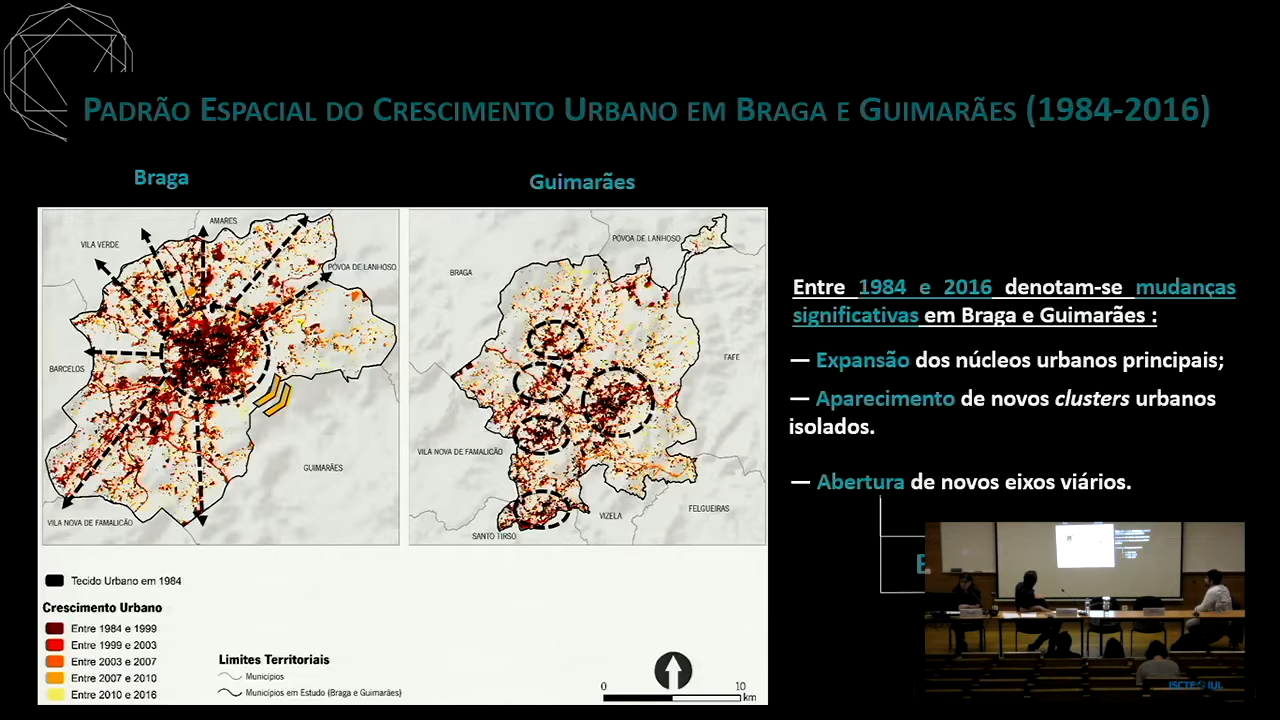 PADRÃO ESPACIAL DO CRESCIMENTO URBANO EM BRAGA E GUIMARÃES (1984-2016)
Braga
Guimarães
AMARES
VILA VERDE
PÓVOA DE LANHOSO
BARCELOS
GUIMARÃES
VILA NOVA DE FAMALICÃO
PÓVOA DE LANHOSO
BRAGA
FAFE
VILA NOVA DE FAMALICÃO
FELGUEIRAS
VIZELA
SANTO TIRSO
Tecido Urbano em 1984
Crescimento Urbano
Entre 1984 e 1999
Entre 1999 e 2003
Entre 2003 e 2007
Entre 2007 e 2010
Entre 2010 e 2016
Limites Territoriais
Municípios
Municípios em Estudo (Braga e Guimarães)
0 10
km
Entre 1984 e 2016 denotam-se mudanças
significativas em Braga e Guimarães :
— Expansão dos núcleos urbanos principais;
— Aparecimento de novos clusters urbanos
isolados.
— Abertura de novos eixos viários.
ISCTE IUL